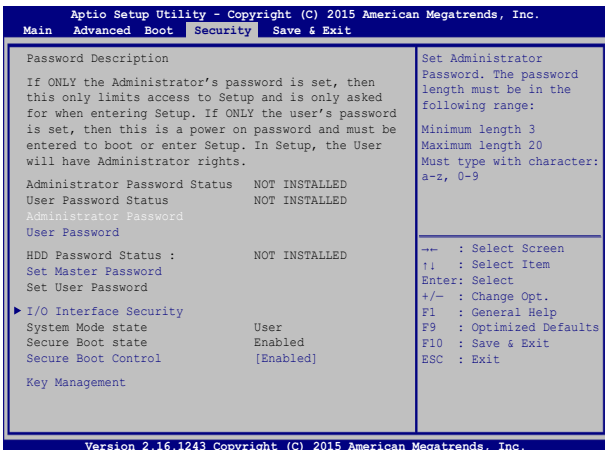 Aptio Setup Utility - Copyright (C) 2015 American Megatrends, Inc.
Main Advanced Boot Security Save & Exit
Password Description
If ONLY the Administrator's password is set, then
this only limits access to Setup and is only asked
for when entering Setup. If ONLY the user's password
is set, then this is a power on password and must be
entered to boot or enter Setup. In Setup, the User
will have Administrator rights.
Administrator Password Status NOT INSTALLED
User Password Status NOT INSTALLED
Administrator Password
User Password
HDD Password Status : NOT INSTALLED
Set Master Password
Set User Password
I/O Interface Security
System Mode state User
Secure Boot state Enabled
Secure Boot Control [Enabled]
Key Management
Set Administrator
Password. The password
length must be in the
following range:
Minimum length 3
Maximum length 20
Must type with character:
a-z, 0-9
→← : Select Screen
↑↓ : Select Item
Enter: Select
+/— : Change Opt.
F1 : General Help
F9 : Optimized Defaults
F10 : Save & Exit
ESC : Exit
Version 2.16.1243 Copyright (C) 2015 American Megatrends, Inc.